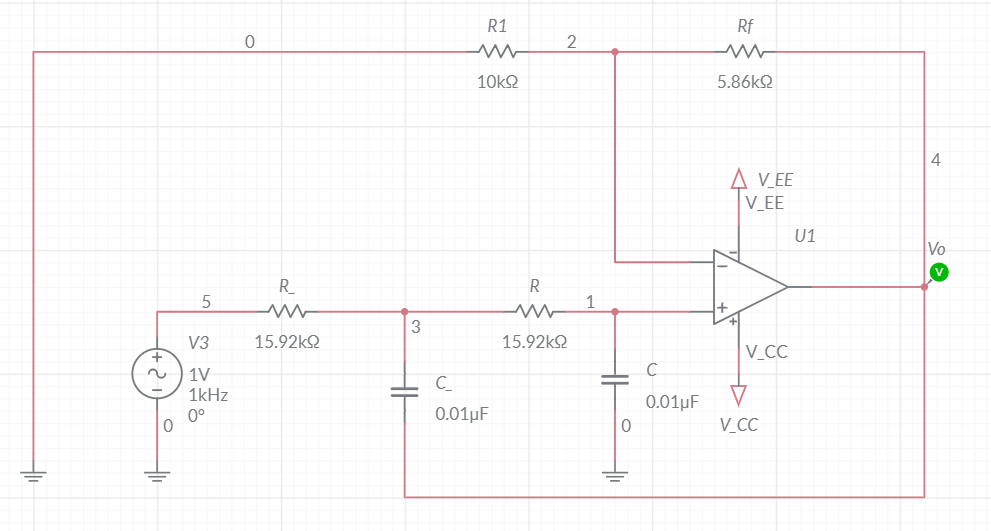 R1
Rf
0
2
10kΩ
5.86kΩ
4
V_EE
V_EE
U1
Vo
V
R_
R
5
1
3
15.92kΩ
15.92kΩ
V3
1V
1kHz
0°
0
C_
0.01µF
C
0.01µF
0
V_CC
V_CC